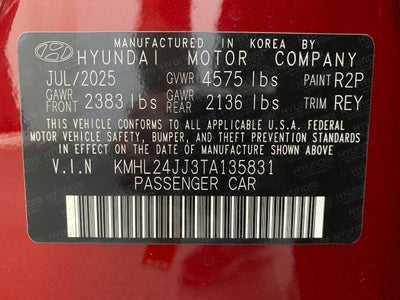 MANUFACTURED IN KOREA BY
HYUNDAI MOTOR COMPANY
JUL/2025 GVWR 4575 lbs PAINT R2P
GAWR FRONT 2383 lbs GAWR REAR 2136 lbs TRIM REY
THIS VEHICLE CONFORMS TO ALL APPLICABLE U.S.A. FEDERAL
MOTOR VEHICLE SAFETY, BUMPER, AND THEFT PREVENTION STANDARDS
IN EFFECT ON THE DATE OF MANUFACTURE SHOWN ABOVE.
V.I.N KMHL24JJ3TA135831
PASSENGER CAR